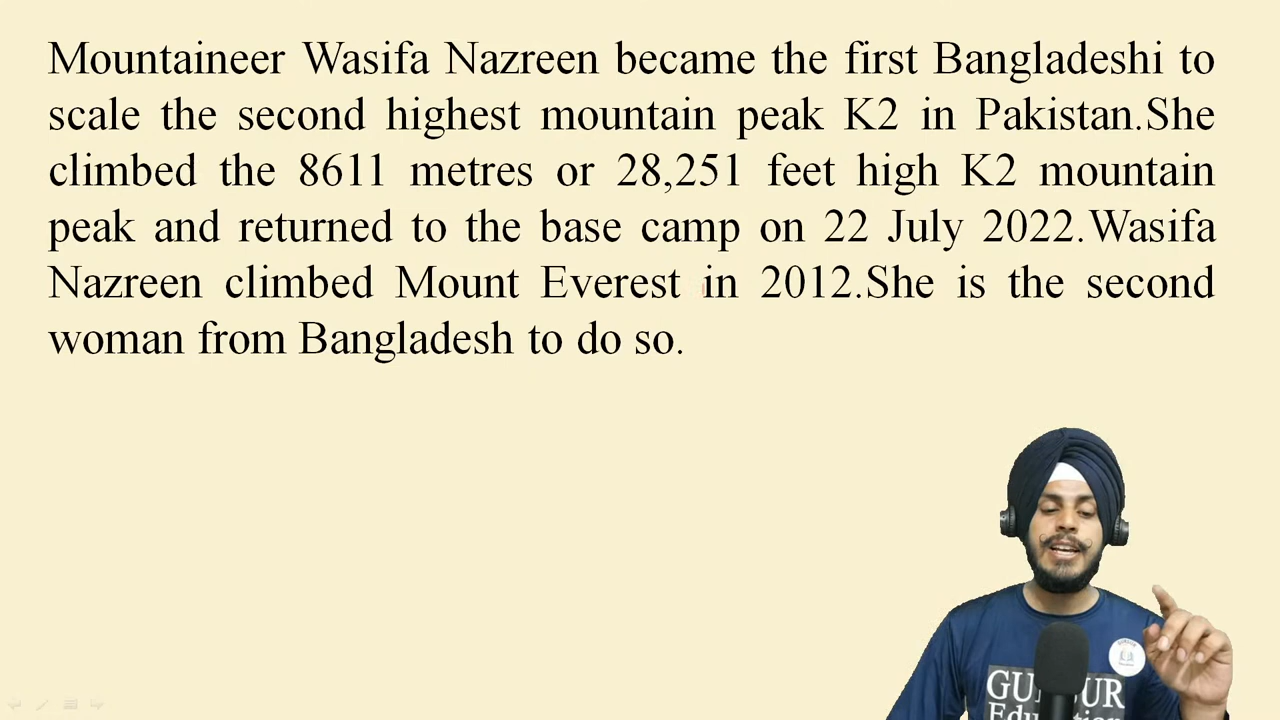 Mountaineer Wasifa Nazreen became the first Bangladeshi to
scale the second highest mountain peak K2 in Pakistan.She
climbed the 8611 metres or 28,251 feet high K2 mountain
peak and returned to the base camp on 22 July 2022.Wasifa
Nazreen climbed Mount Everest in 2012.She is the second
woman from Bangladesh to do so.